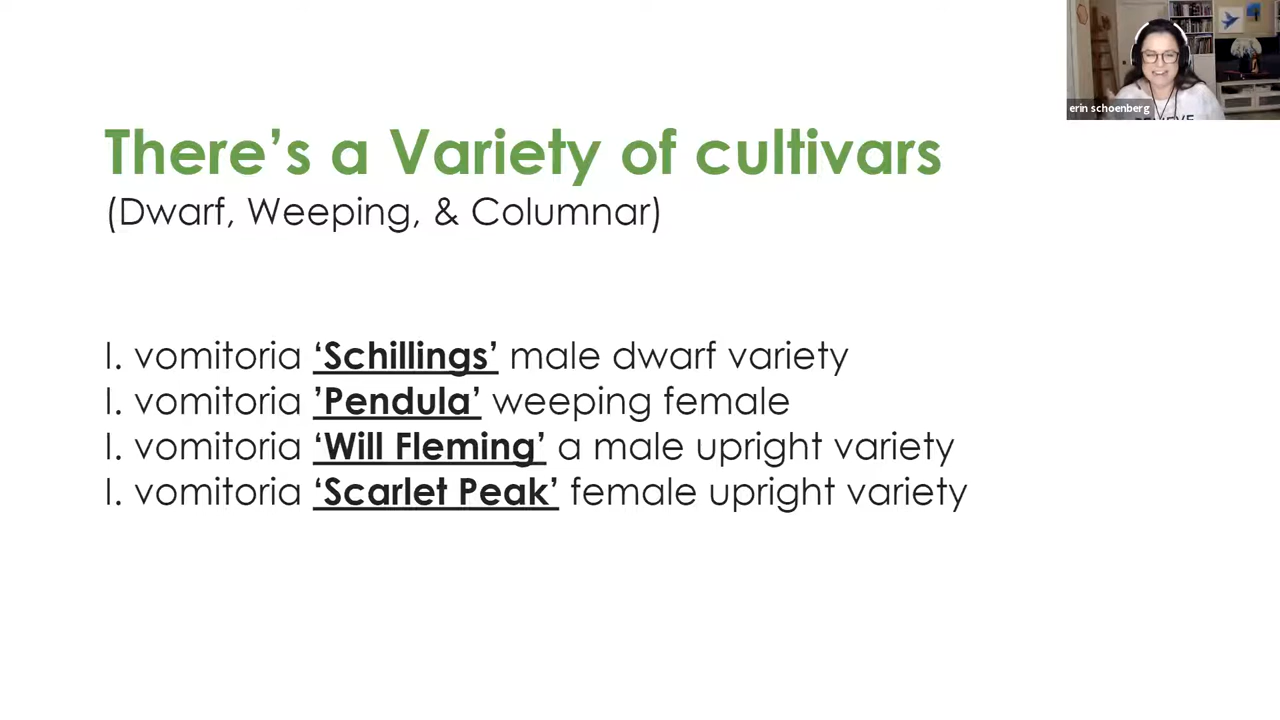 There’s a Variety of cultivars
(Dwarf, Weeping, & Columnar)
I. vomitoria ‘Schillings’ male dwarf variety
I. vomitoria ’Pendula’ weeping female
I. vomitoria ‘Will Fleming’ a male upright variety
I. vomitoria ‘Scarlet Peak’ female upright variety
erin schoenberg